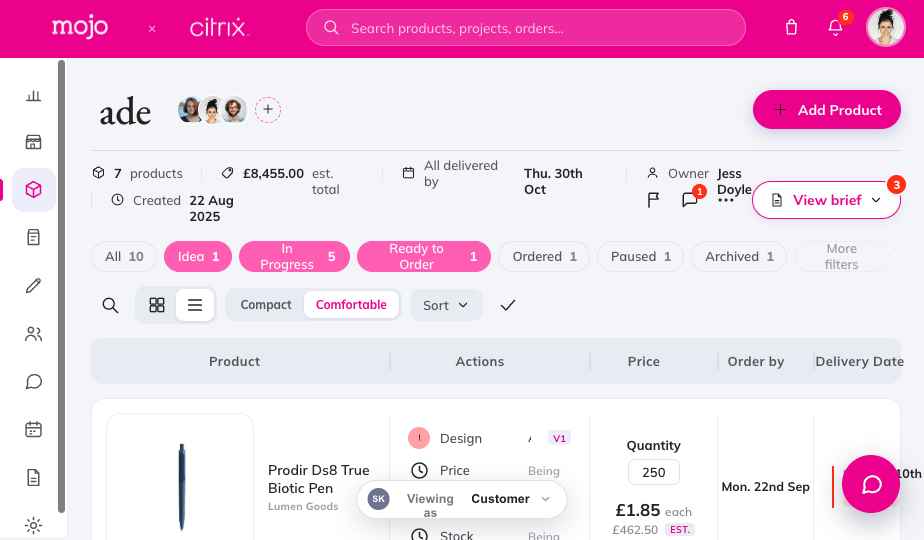 mojo × citrix
Search products, projects, orders...
6
ade
+
Add Product
7 products
£8,455.00 est. total
All delivered by Thu. 30th Oct
Owner Jess Doyle
Created 22 Aug 2025
1
View brief
3
All 10
Idea 1
In Progress 5
Ready to Order 1
Ordered 1
Paused 1
Archived 1
More filters
Compact Comfortable
Sort
Product Actions Price Order by Delivery Date
Prodir Ds8 True Biotic Pen
Lumen Goods
I Design V1
Price Being
Stock Being
Quantity
250
£1.85 each
£462.50 EST.
Mon. 22nd Sep
10th
SK Viewing as Customer